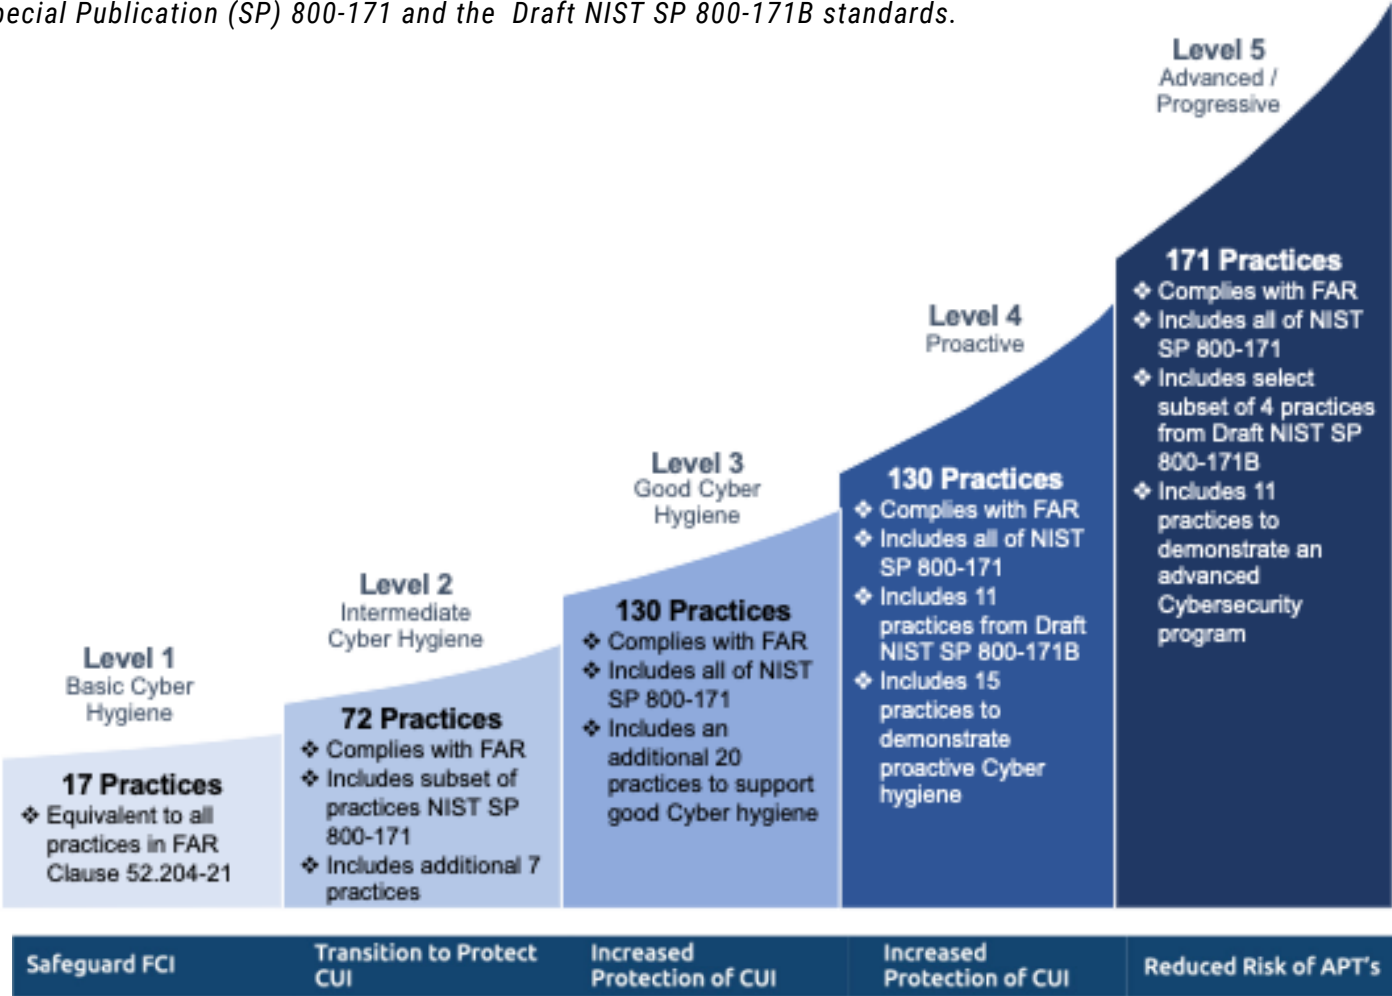 ecial Publication (SP) 800-171 and the Draft NIST SP 800-171B standards.
Level 5
Advanced /
Progressive
171 Practices
❖ Complies with FAR
❖ Includes all of NIST
SP 800-171
❖ Includes select
subset of 4 practices
from Draft NIST SP
800-171B
❖ Includes 11
practices to
demonstrate an
advanced
Cybersecurity
program
Level 4
Proactive
130 Practices
❖ Complies with FAR
❖ Includes all of NIST
SP 800-171
❖ Includes 11
practices from Draft
NIST SP 800-171B
❖ Includes 15
practices to
demonstrate
proactive Cyber
hygiene
Level 3
Good Cyber
Hygiene
130 Practices
❖ Complies with FAR
❖ Includes all of NIST
SP 800-171
❖ Includes an
additional 20
practices to support
good Cyber hygiene
Level 2
Intermediate
Cyber Hygiene
72 Practices
❖ Complies with FAR
❖ Includes subset of
practices NIST SP
800-171
❖ Includes additional 7
practices
Level 1
Basic Cyber
Hygiene
17 Practices
❖ Equivalent to all
practices in FAR
Clause 52.204-21
Safeguard FCI
Transition to Protect
CUI
Increased
Protection of CUI
Increased
Protection of CUI
Reduced Risk of APT's